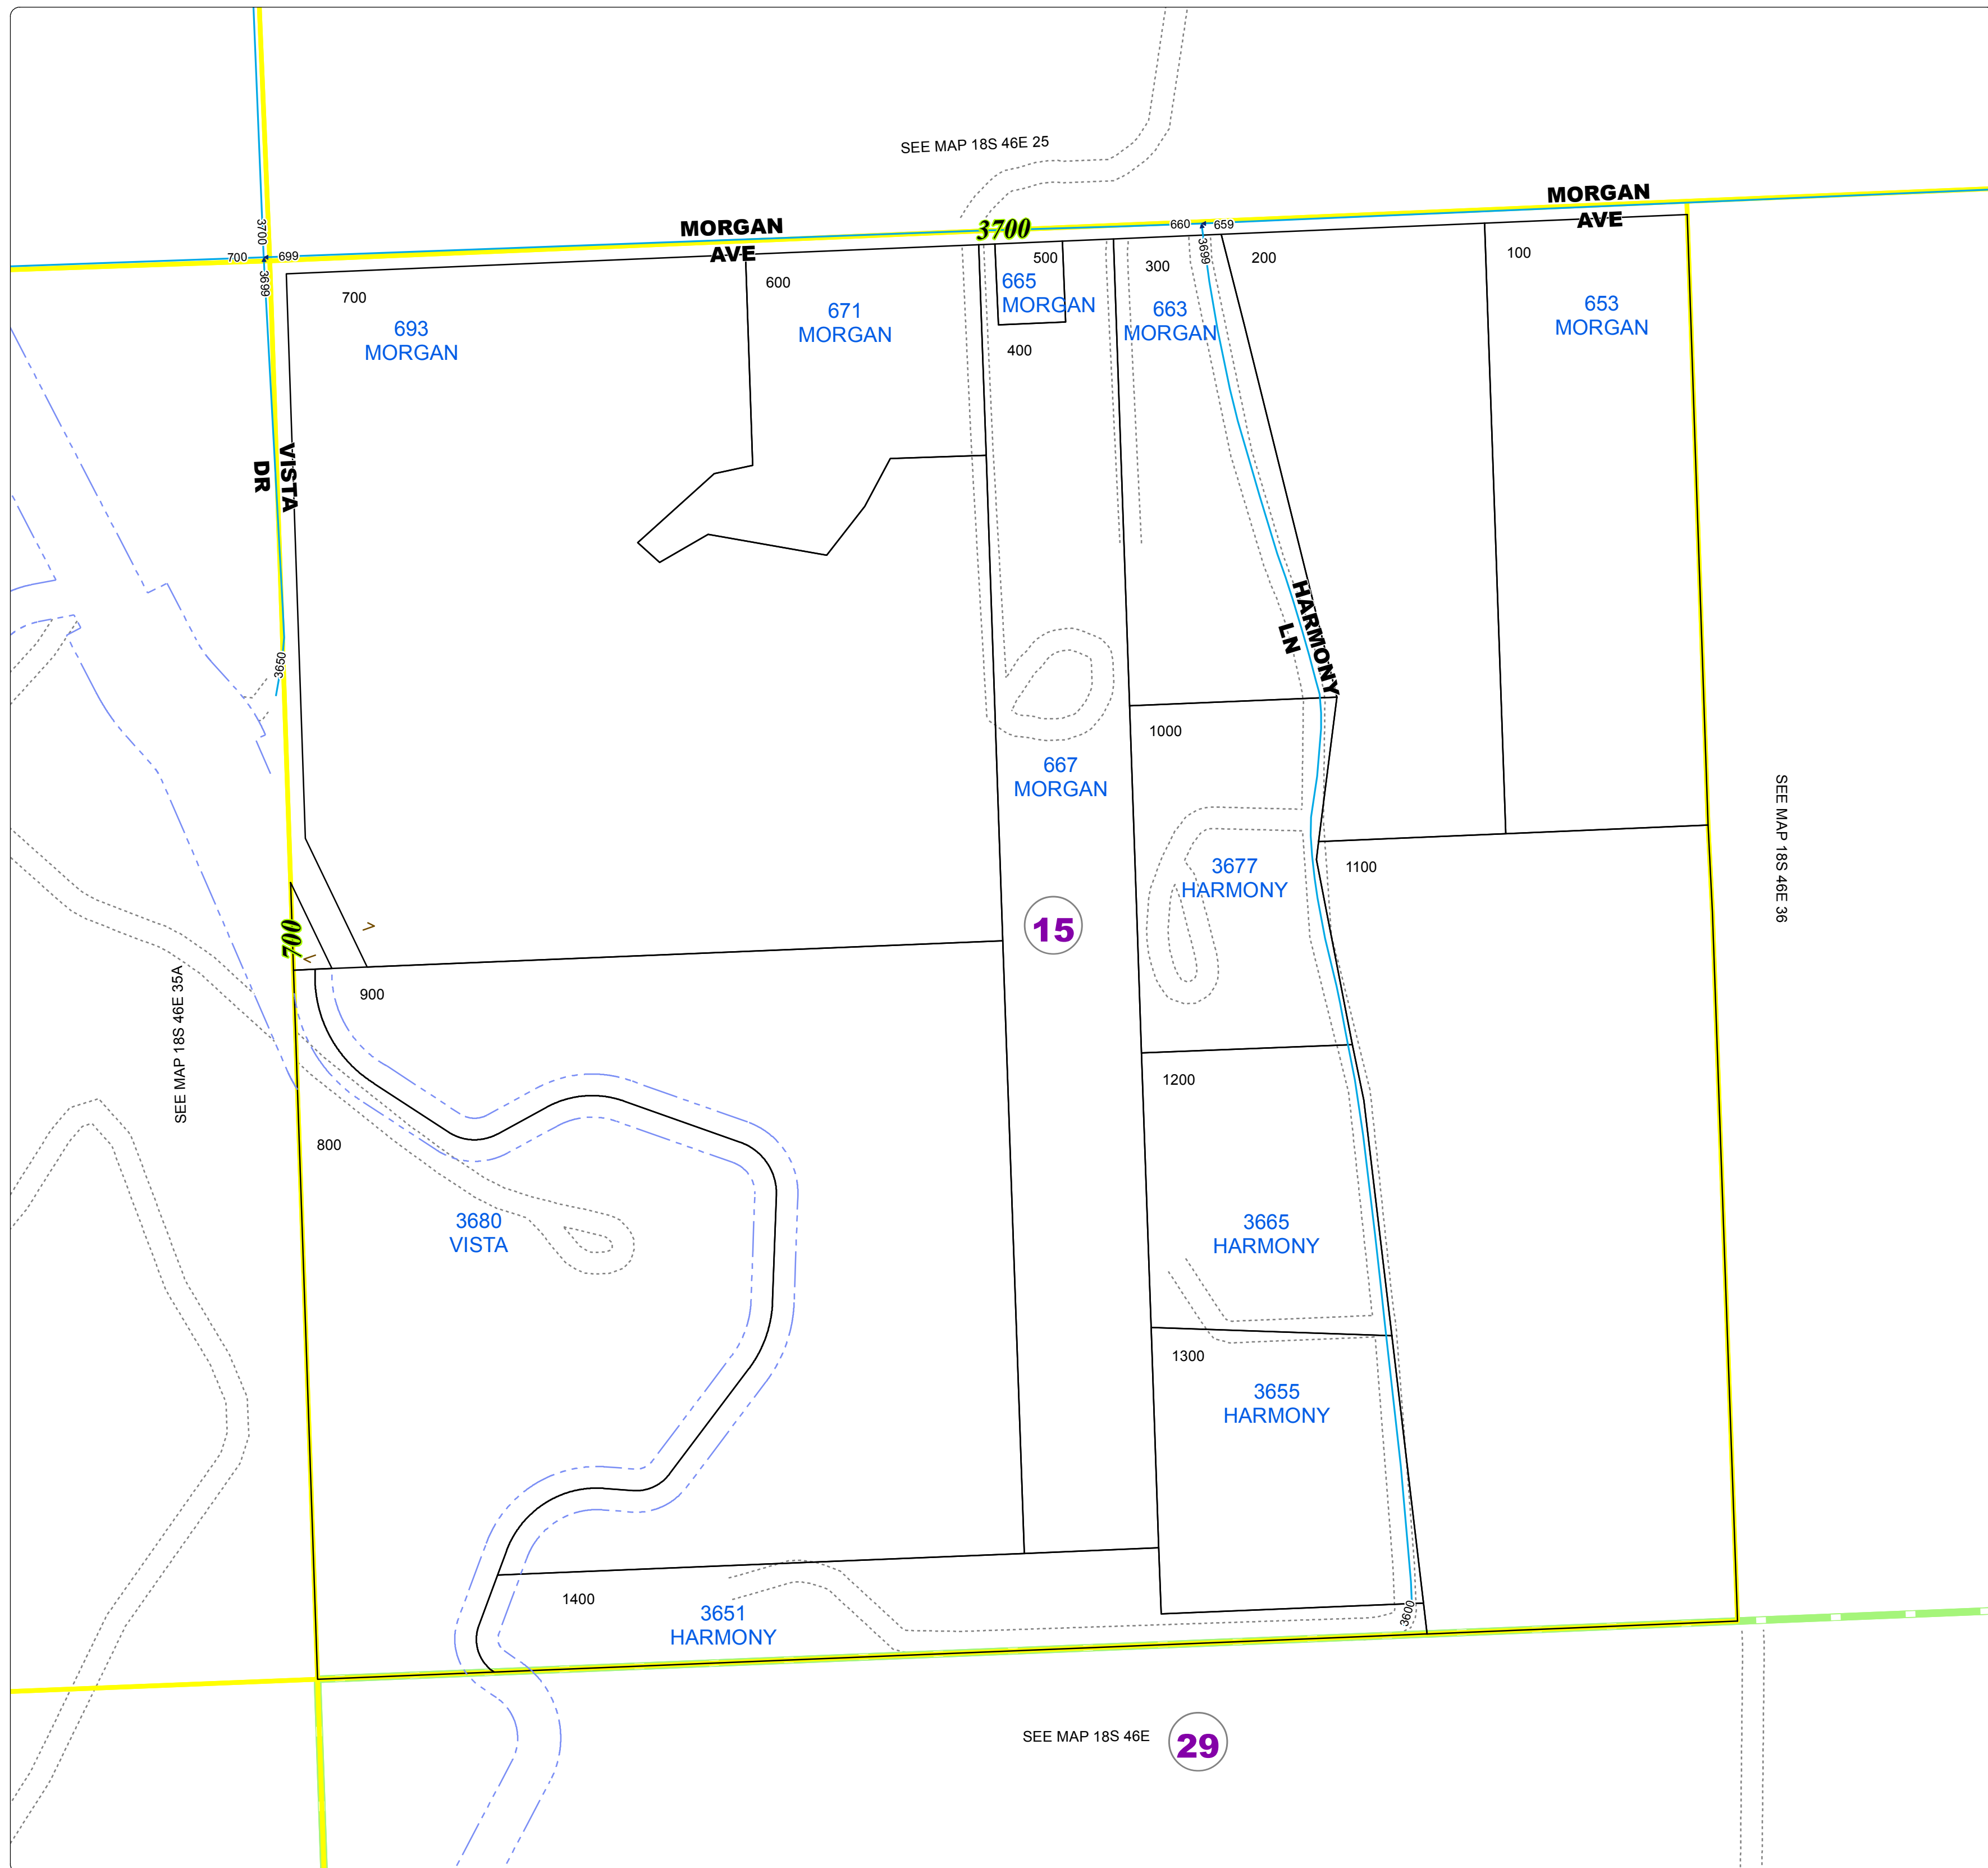 SEE MAP 18S 46E 25
MORGAN
AVE
MORGAN
AVE
3700
3700
700
699
3699
660
659
3699
700
693
MORGAN
600
671
MORGAN
500
665
MORGAN
400
300
663
MORGAN
200
100
653
MORGAN
VISTA
DR
3650
HARMONY
LN
1000
667
MORGAN
3677
HARMONY
1100
SEE MAP 18S 46E 36
15
700
>
<
900
SEE MAP 18S 46E 35A
800
1200
3680
VISTA
3665
HARMONY
1300
3655
HARMONY
1400
3651
HARMONY
3600
SEE MAP 18S 46E
29